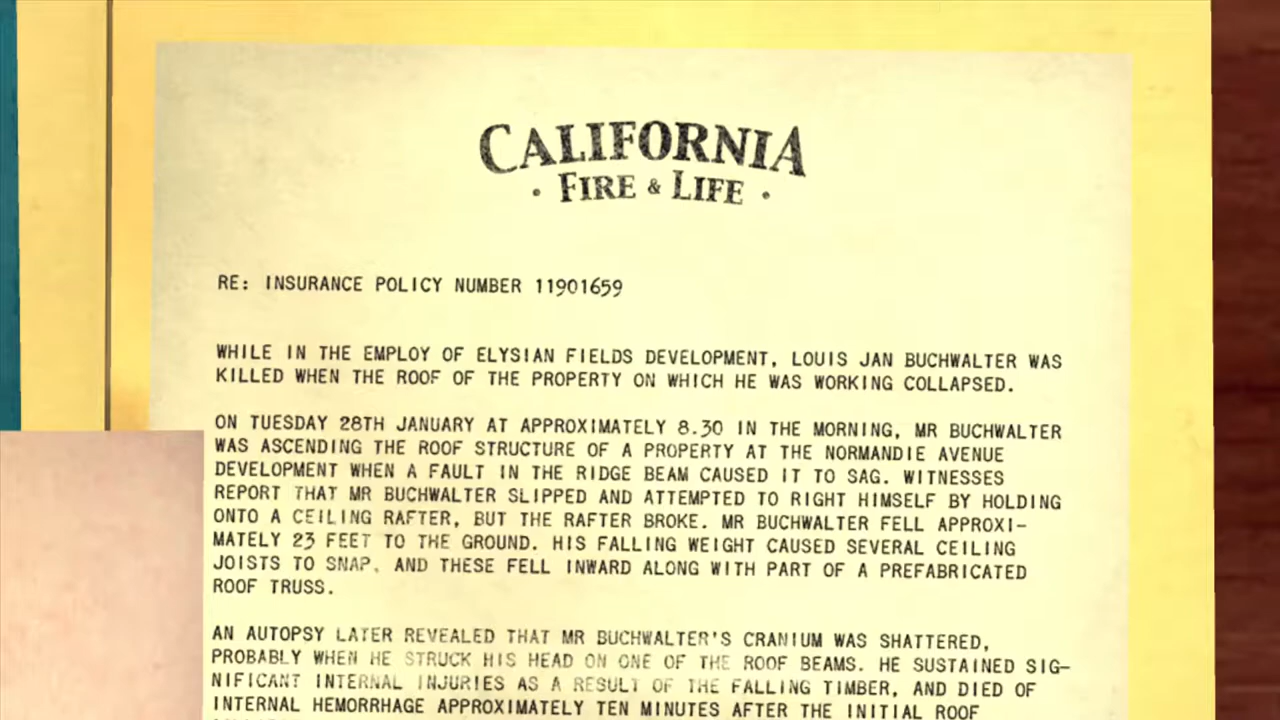 CALIFORNIA
· FIRE & LIFE ·
RE: INSURANCE POLICY NUMBER 11901659
WHILE IN THE EMPLOY OF ELYSIAN FIELDS DEVELOPMENT, LOUIS JAN BUCHWALTER WAS
KILLED WHEN THE ROOF OF THE PROPERTY ON WHICH HE WAS WORKING COLLAPSED.
ON TUESDAY 28TH JANUARY AT APPROXIMATELY 8.30 IN THE MORNING, MR BUCHWALTER
WAS ASCENDING THE ROOF STRUCTURE OF A PROPERTY AT THE NORMANDIE AVENUE
DEVELOPMENT WHEN A FAULT IN THE RIDGE BEAM CAUSED IT TO SAG. WITNESSES
REPORT THAT MR BUCHWALTER SLIPPED AND ATTEMPTED TO RIGHT HIMSELF BY HOLDING
ONTO A CEILING RAFTER, BUT THE RAFTER BROKE. MR BUCHWALTER FELL APPROXI-
MATELY 23 FEET TO THE GROUND. HIS FALLING WEIGHT CAUSED SEVERAL CEILING
JOISTS TO SNAP. AND THESE FELL INWARD ALONG WITH PART OF A PREFABRICATED
ROOF TRUSS.
AN AUTOPSY LATER REVEALED THAT MR BUCHWALTER'S CRANIUM WAS SHATTERED,
PROBABLY WHEN HE STRUCK HIS HEAD ON ONE OF THE ROOF BEAMS. HE SUSTAINED SIG-
NIFICANT INTERNAL INJURIES AS A RESULT OF THE FALLING TIMBER, AND DIED OF
INTERNAL HEMORRHAGE APPROXIMATELY TEN MINUTES AFTER THE INITIAL ROOF